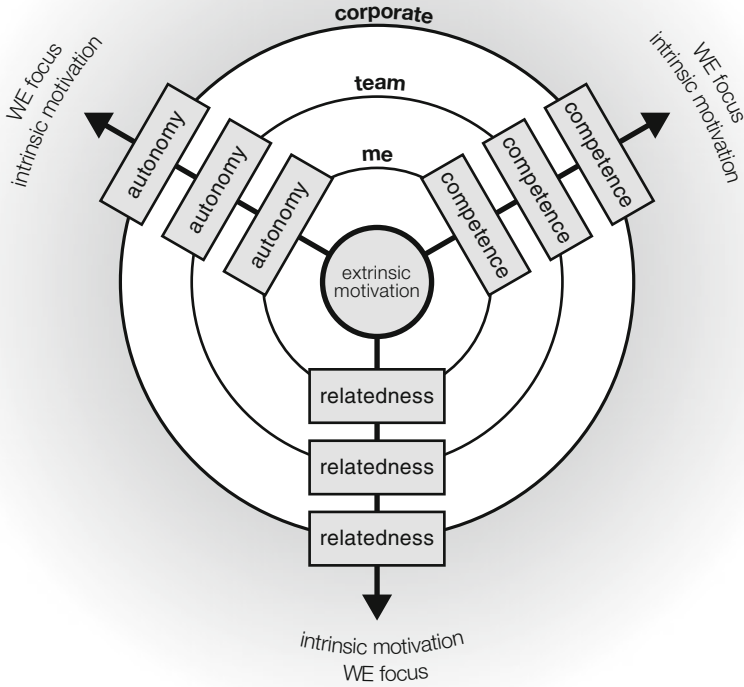 corporate
team
me
WE focus
intrinsic motivation
WE focus
intrinsic motivation
autonomy
autonomy
autonomy
competence
competence
competence
extrinsic
motivation
relatedness
relatedness
relatedness
intrinsic motivation
WE focus